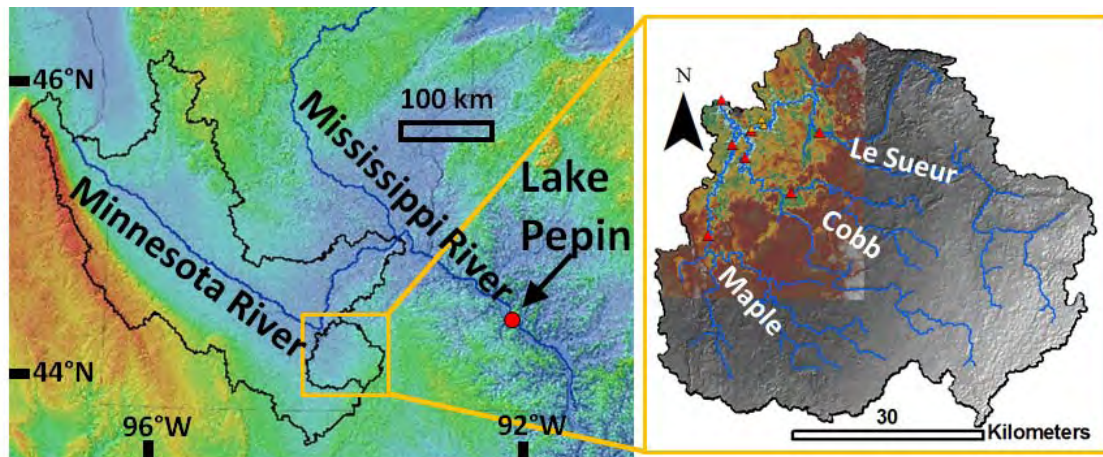 46°N
Mississippi River
100 km
Lake
Pepin
Minnesota River
44°N
96°
W
92°
W
N
Le Sueur
Cobb
Maple
30
Kilometers